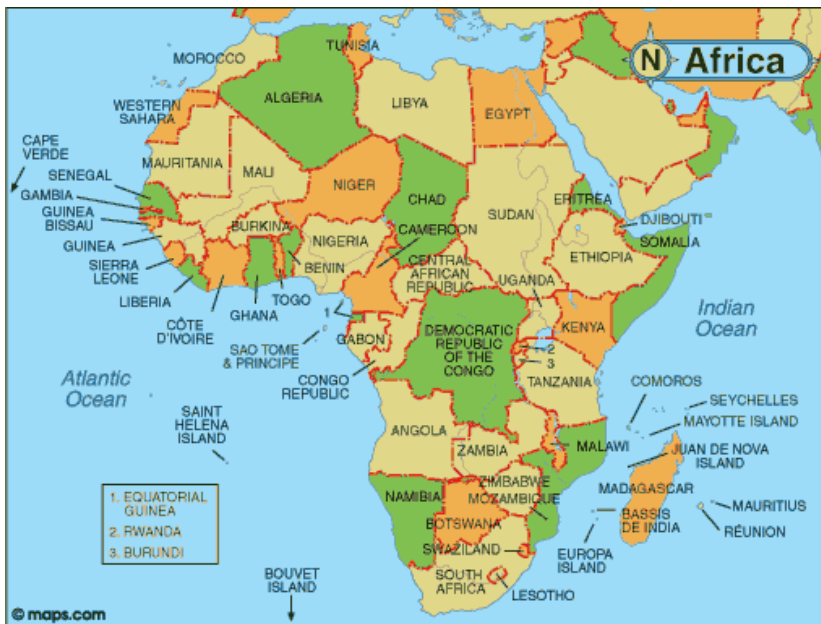 N Africa
MOROCCO
TUNISIA
ALGERIA
LIBYA
EGYPT
WESTERN
SAHARA
CAPE
VERDE
MAURITANIA
MALI
NIGER
CHAD
SUDAN
ERITREA
DJIBOUTI
SOMALIA
ETHIOPIA
SENEGAL
GAMBIA
GUINEA
BISSAU
GUINEA
SIERRA
LEONE
LIBERIA
CÔTE
D'IVOIRE
BURKINA
GHANA
TOGO
BENIN
NIGERIA
CAMEROON
CENTRAL
AFRICAN
REPUBLIC
UGANDA
KENYA
Indian
Ocean
1
GABON
SAO TOME
& PRINCIPE
CONGO
REPUBLIC
DEMOCRATIC
REPUBLIC
OF THE
CONGO
2
3
TANZANIA
Atlantic
Ocean
SAINT
HELENA
ISLAND
COMOROS
SEYCHELLES
MAYOTTE ISLAND
JUAN DE NOVA
ISLAND
ANGOLA
ZAMBIA
MALAWI
ZIMBABWE
MOZAMBIQUE
MADAGASCAR
BASSIS
DE INDIA
MAURITIUS
RÉUNION
EUROPA
ISLAND
NAMIBIA
BOTSWANA
SWAZILAND
SOUTH
AFRICA
LESOTHO
1. EQUATORIAL
GUINEA
2. RWANDA
3. BURUNDI
BOUVET
ISLAND
© maps.com